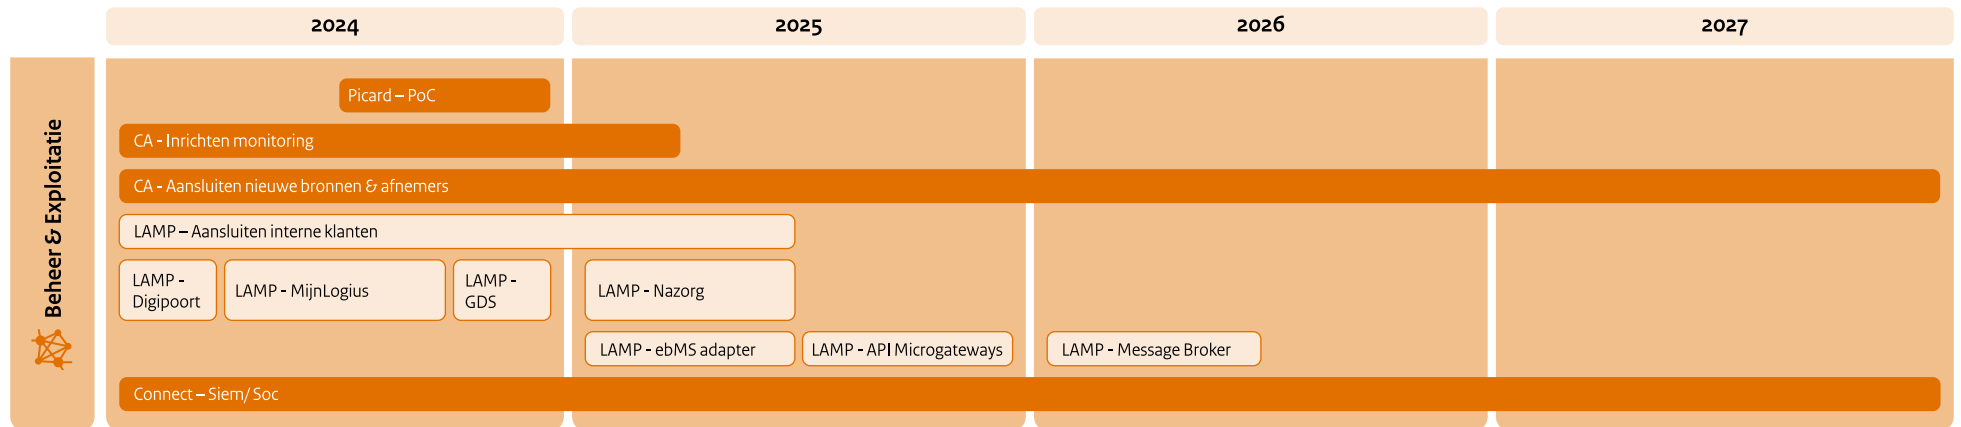 2024
2025
2026
2027
Beheer & Exploitatie
Picard – PoC
CA - Inrichten monitoring
CA - Aansluiten nieuwe bronnen & afnemers
LAMP – Aansluiten interne klanten
LAMP -
Digipoort
LAMP - MijnLogius
LAMP -
GDS
LAMP - Nazorg
LAMP - ebMS adapter
LAMP - API Microgateways
LAMP - Message Broker
Connect – Siem/ Soc